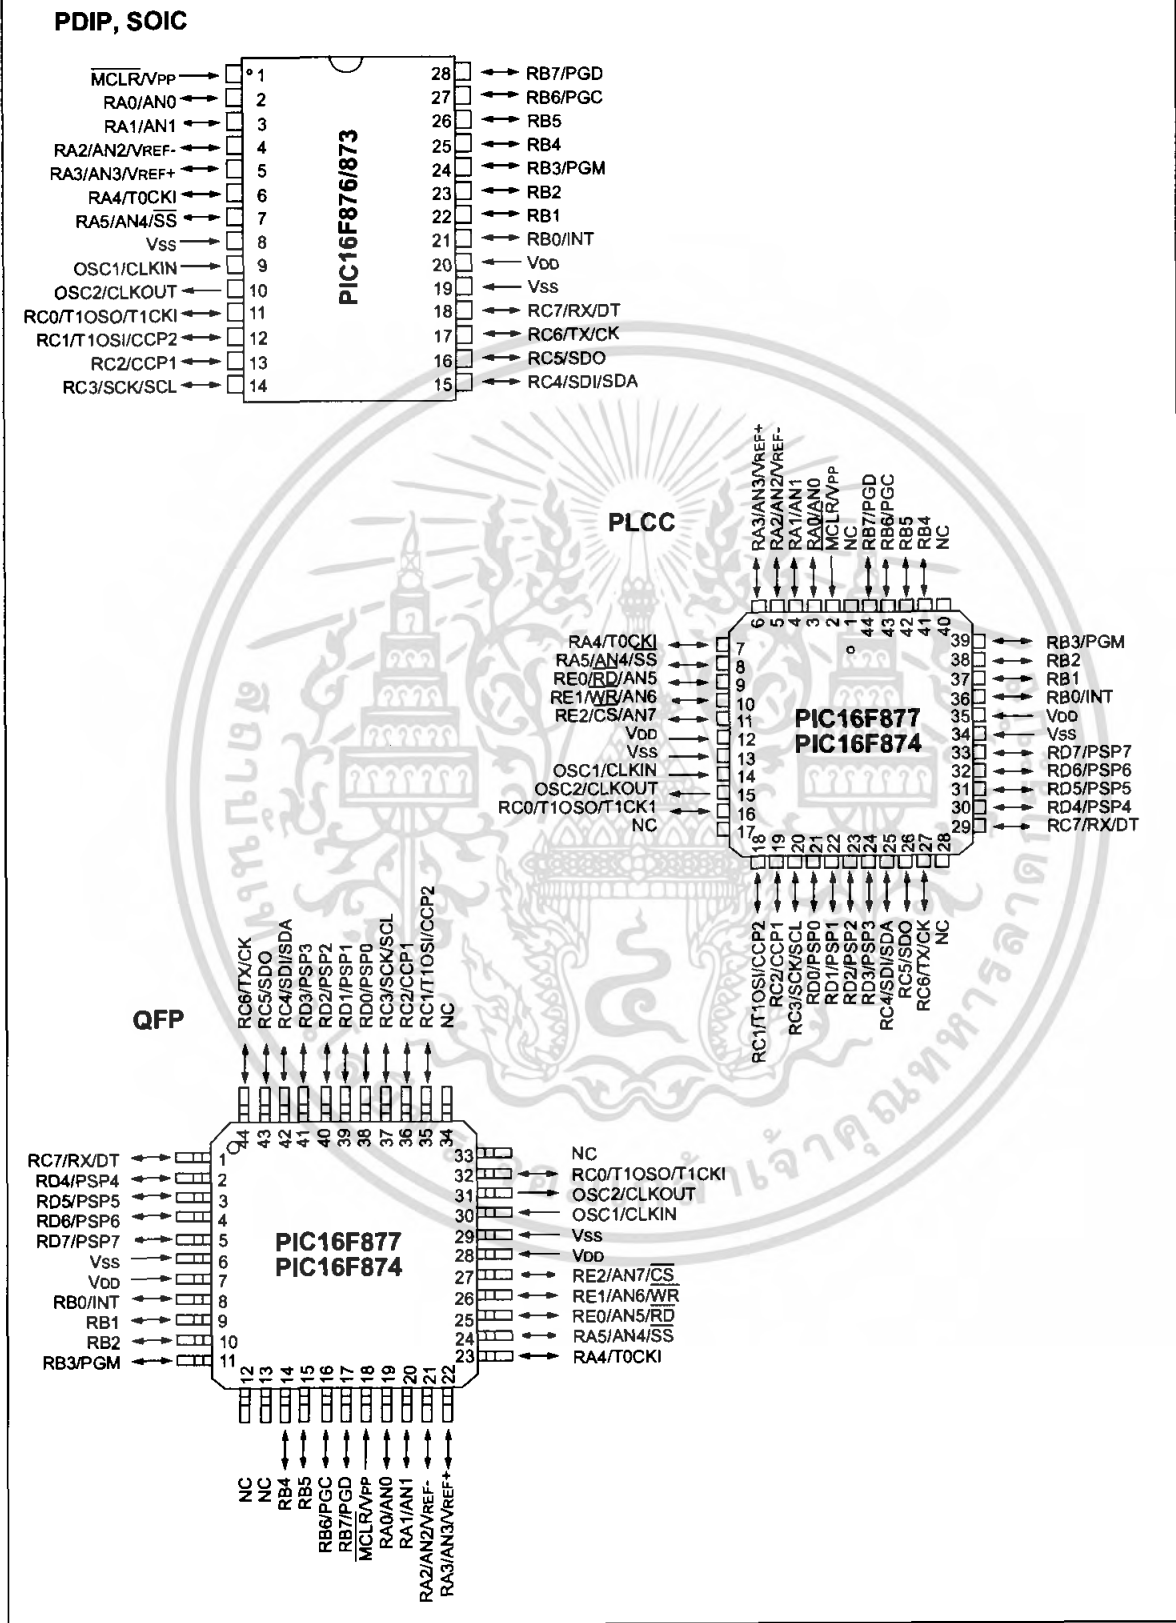 PDIP, SOIC
MCLR/VPP
RA0/AN0
RA1/AN1
RA2/AN2/VREF-
RA3/AN3/VREF+
RA4/T0CKI
RA5/AN4/SS
VSS
OSC1/CLKIN
OSC2/CLKOUT
RC0/T1OSO/T1CKI
RC1/T1OSI/CCP2
RC2/CCP1
RC3/SCK/SCL
1
2
3
4
5
6
7
8
9
10
11
12
13
14
PIC16F876/873
28
27
26
25
24
23
22
21
20
19
18
17
16
15
RB7/PGD
RB6/PGC
RB5
RB4
RB3/PGM
RB2
RB1
RB0/INT
VDD
VSS
RC7/RX/DT
RC6/TX/CK
RC5/SDO
RC4/SDI/SDA
PLCC
RA3/AN3/VREF+
RA2/AN2/VREF-
RA1/AN1
RA0/AN0
MCLR/VPP
NC
RB7/PGD
RB6/PGC
RB5
RB4
NC
6
5
4
3
2
1
44
43
42
41
40
RA4/T0CKI
RA5/AN4/SS
RE0/RD/AN5
RE1/WR/AN6
RE2/CS/AN7
VDD
VSS
OSC1/CLKIN
OSC2/CLKOUT
RC0/T1OSO/T1CK1
NC
7
8
9
10
11
12
13
14
15
16
17
PIC16F877
PIC16F874
39
38
37
36
35
34
33
32
31
30
29
RB3/PGM
RB2
RB1
RB0/INT
VDD
VSS
RD7/PSP7
RD6/PSP6
RD5/PSP5
RD4/PSP4
RC7/RX/DT
18
19
20
21
22
23
24
25
26
27
28
RC1/T1OSI/CCP2
RC2/CCP1
RC3/SCK/SCL
RD0/PSP0
RD1/PSP1
RD2/PSP2
RD3/PSP3
RC4/SDI/SDA
RC5/SDO
RC6/TX/CK
NC
QFP
RC6/TX/CK
RC5/SDO
RC4/SDI/SDA
RD3/PSP3
RD2/PSP2
RD1/PSP1
RD0/PSP0
RC3/SCK/SCL
RC2/CCP1
RC1/T1OSI/CCP2
NC
44
43
42
41
40
39
38
37
36
35
34
RC7/RX/DT
RD4/PSP4
RD5/PSP5
RD6/PSP6
RD7/PSP7
VSS
VDD
RB0/INT
RB1
RB2
RB3/PGM
1
2
3
4
5
6
7
8
9
10
11
PIC16F877
PIC16F874
33
32
31
30
29
28
27
26
25
24
23
NC
RC0/T1OSO/T1CKI
OSC2/CLKOUT
OSC1/CLKIN
VSS
VDD
RE2/AN7/CS
RE1/AN6/WR
RE0/AN5/RD
RA5/AN4/SS
RA4/T0CKI
12
13
14
15
16
17
18
19
20
21
22
NC
NC
RB4
RB5
RB6/PGC
RB7/PGD
MCLR/VPP
RA0/AN0
RA1/AN1
RA2/AN2/VREF-
RA3/AN3/VREF+